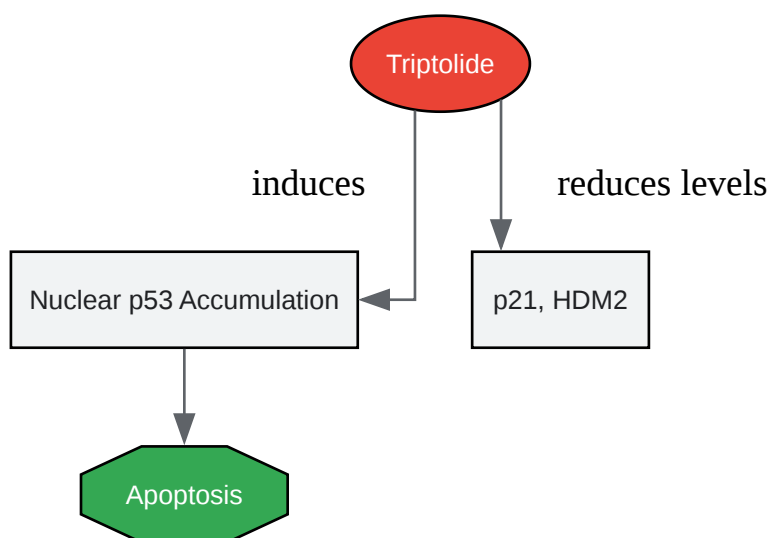 Triptolide
induces
reduces levels
Nuclear p53 Accumulation
p21, HDM2
Apoptosis